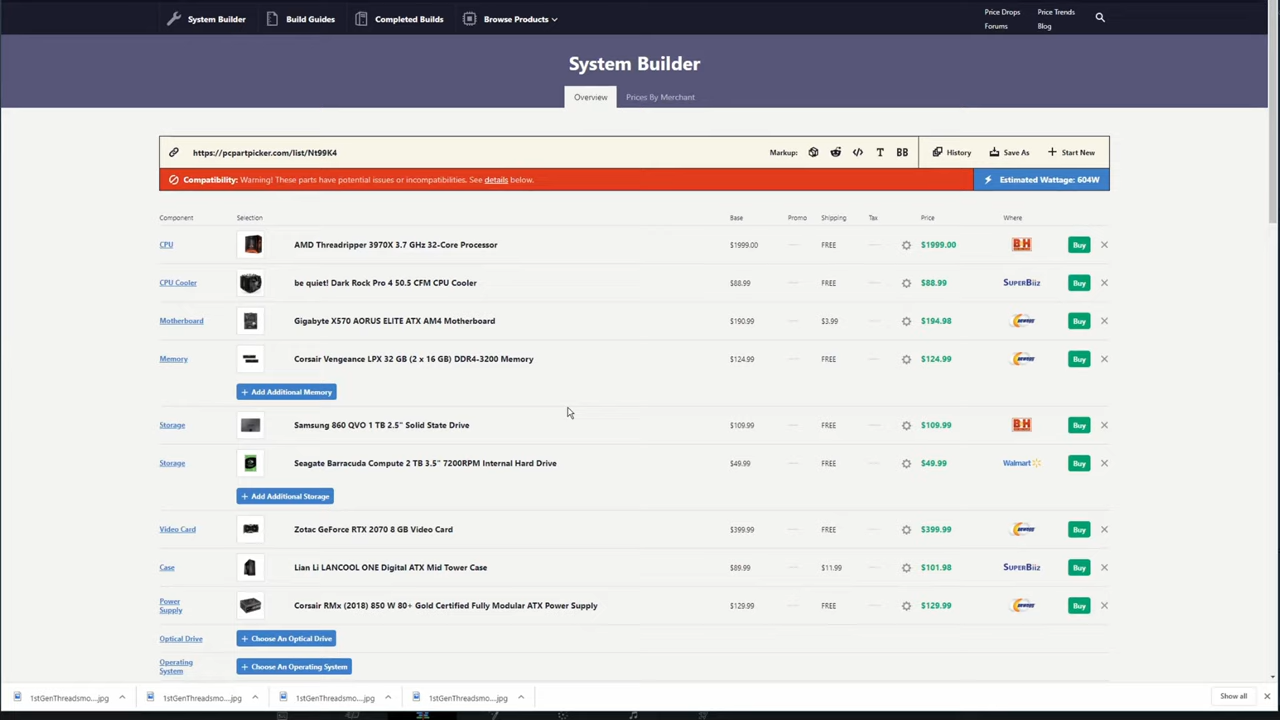 System Builder
Build Guides
Completed Builds
Browse Products
Price Drops
Price Trends
Forums
Blog
System Builder
Overview
Prices By Merchant
https://pcpartpicker.com/list/Nt99K4
Markup:
T
BB
History
Save As
+ Start New
Compatibility: Warning! These parts have potential issues or incompatibilities. See details below.
Estimated Wattage: 604W
Component Selection Base Promo Shipping Tax Price Where
CPU AMD Threadripper 3970X 3.7 GHz 32-Core Processor $1999.00 — FREE — $1999.00 BH Buy ×
CPU Cooler be quiet! Dark Rock Pro 4 50.5 CFM CPU Cooler $88.99 — FREE — $88.99 SUPERBiiz Buy ×
Motherboard Gigabyte X570 AORUS ELITE ATX AM4 Motherboard $190.99 — $3.99 — $194.98 Buy ×
Memory Corsair Vengeance LPX 32 GB (2 x 16 GB) DDR4-3200 Memory $124.99 — FREE — $124.99 Buy ×
+ Add Additional Memory
Storage Samsung 860 QVO 1 TB 2.5" Solid State Drive $109.99 — FREE — $109.99 BH Buy ×
Storage Seagate Barracuda Compute 2 TB 3.5" 7200RPM Internal Hard Drive $49.99 — FREE — $49.99 Walmart Buy ×
+ Add Additional Storage
Video Card Zotac GeForce RTX 2070 8 GB Video Card $399.99 — FREE — $399.99 Buy ×
Case Lian Li LANCOOL ONE Digital ATX Mid Tower Case $89.99 — $11.99 — $101.98 SUPERBiiz Buy ×
Power Supply Corsair RMx (2018) 850 W 80+ Gold Certified Fully Modular ATX Power Supply $129.99 — FREE — $129.99 Buy ×
Optical Drive + Choose An Optical Drive
Operating System + Choose An Operating System
1stGenThreadsmo....jpg
1stGenThreadsmo....jpg
1stGenThreadsmo....jpg
1stGenThreadsmo....jpg
Show all